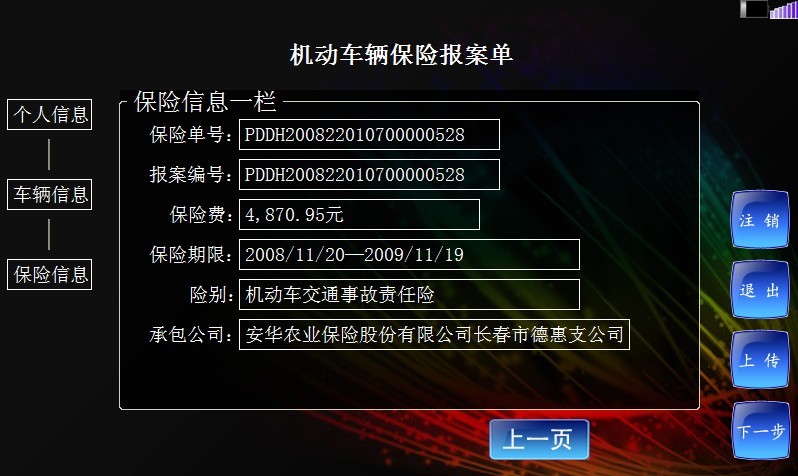 机动车辆保险报案单
个人信息
车辆信息
保险信息
保险信息一栏
保险单号：PDDH200822010700000528
报案编号：PDDH200822010700000528
保险费：4,870.95元
保险期限：2008/11/20—2009/11/19
险别：机动车交通事故责任险
承包公司：安华农业保险股份有限公司长春市德惠支公司
注 销
退 出
上 传
下一步
上一页